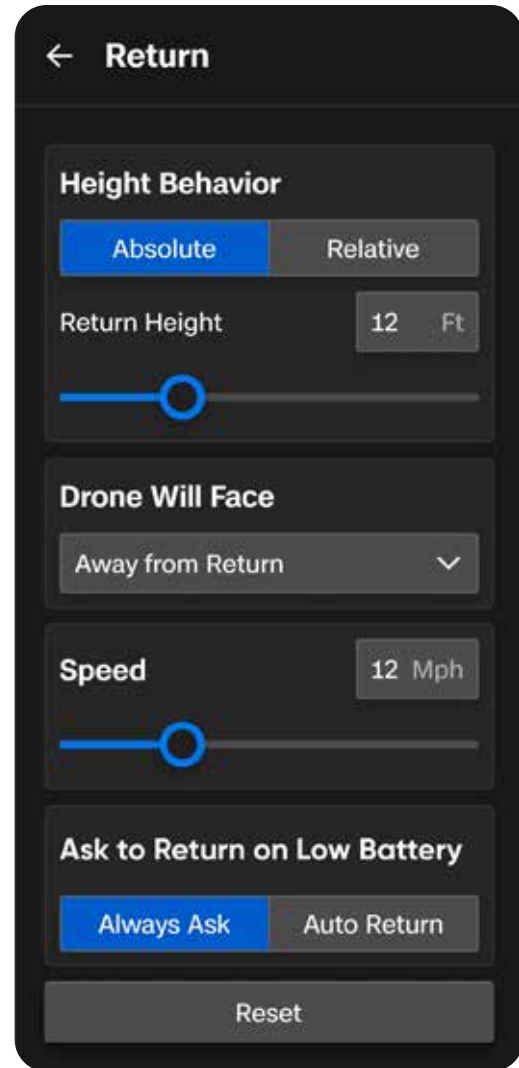 Return
Height Behavior
Absolute Relative
Return Height 12 Ft
Drone Will Face
Away from Return
Speed 12 Mph
Ask to Return on Low Battery
Always Ask Auto Return
Reset